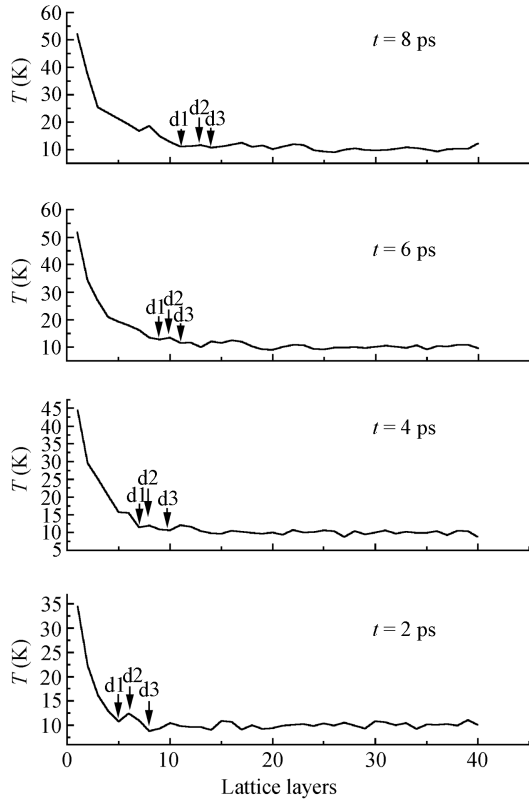 60
50
40
30
20
10
T (K)
t = 8 ps
d1
d2
d3
60
50
40
30
20
10
T (K)
t = 6 ps
d1
d2
d3
45
40
35
30
25
20
15
10
5
T (K)
t = 4 ps
d1
d2
d3
35
30
25
20
15
10
T (K)
t = 2 ps
d1
d2
d3
0 10 20 30 40
Lattice layers